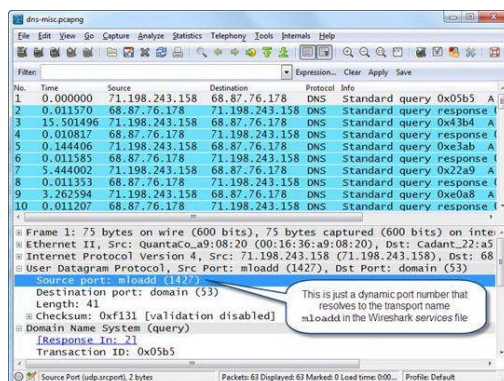 dns-misc.pcapng
File Edit View Go Capture Analyze Statistics Telephony Tools Internals Help
Filter: Expression... Clear Apply Save
No. Time Source Destination Protocol Info
1 0.000000 71.198.243.158 68.87.76.178 DNS Standard query 0x05b5 A
2 0.011570 68.87.76.178 71.198.243.158 DNS Standard query response
3 15.501496 71.198.243.158 68.87.76.178 DNS Standard query 0x43b4 A
4 0.010817 68.87.76.178 71.198.243.158 DNS Standard query response
5 0.144406 71.198.243.158 68.87.76.178 DNS Standard query 0xe3ab A
6 0.011585 68.87.76.178 71.198.243.158 DNS Standard query response
7 5.444002 71.198.243.158 68.87.76.178 DNS Standard query 0x22a9 A
8 0.011353 68.87.76.178 71.198.243.158 DNS Standard query response
9 3.262594 71.198.243.158 68.87.76.178 DNS Standard query 0xe0a8 A
10 0.011207 68.87.76.178 71.198.243.158 DNS Standard query response
Frame 1: 75 bytes on wire (600 bits), 75 bytes captured (600 bits) on inte
Ethernet II, Src: QuantaCo_a9:08:20 (00:16:36:a9:08:20), Dst: Cadant_22:a5
Internet Protocol Version 4, Src: 71.198.243.158 (71.198.243.158), Dst: 68
User Datagram Protocol, Src Port: mloadd (1427), Dst Port: domain (53)
Source port: mloadd (1427)
Destination port: domain (53)
Length: 41
Checksum: 0xf131 [validation disabled]
Domain Name System (query)
[Response In: 2]
Transaction ID: 0x05b5
This is just a dynamic port number that
resolves to the transport name
mloadd in the Wireshark services file
Source Port (udp.srcport), 2 bytes Packets: 63 Displayed: 63 Marked: 0 Load time: 0:00... Profile: Default